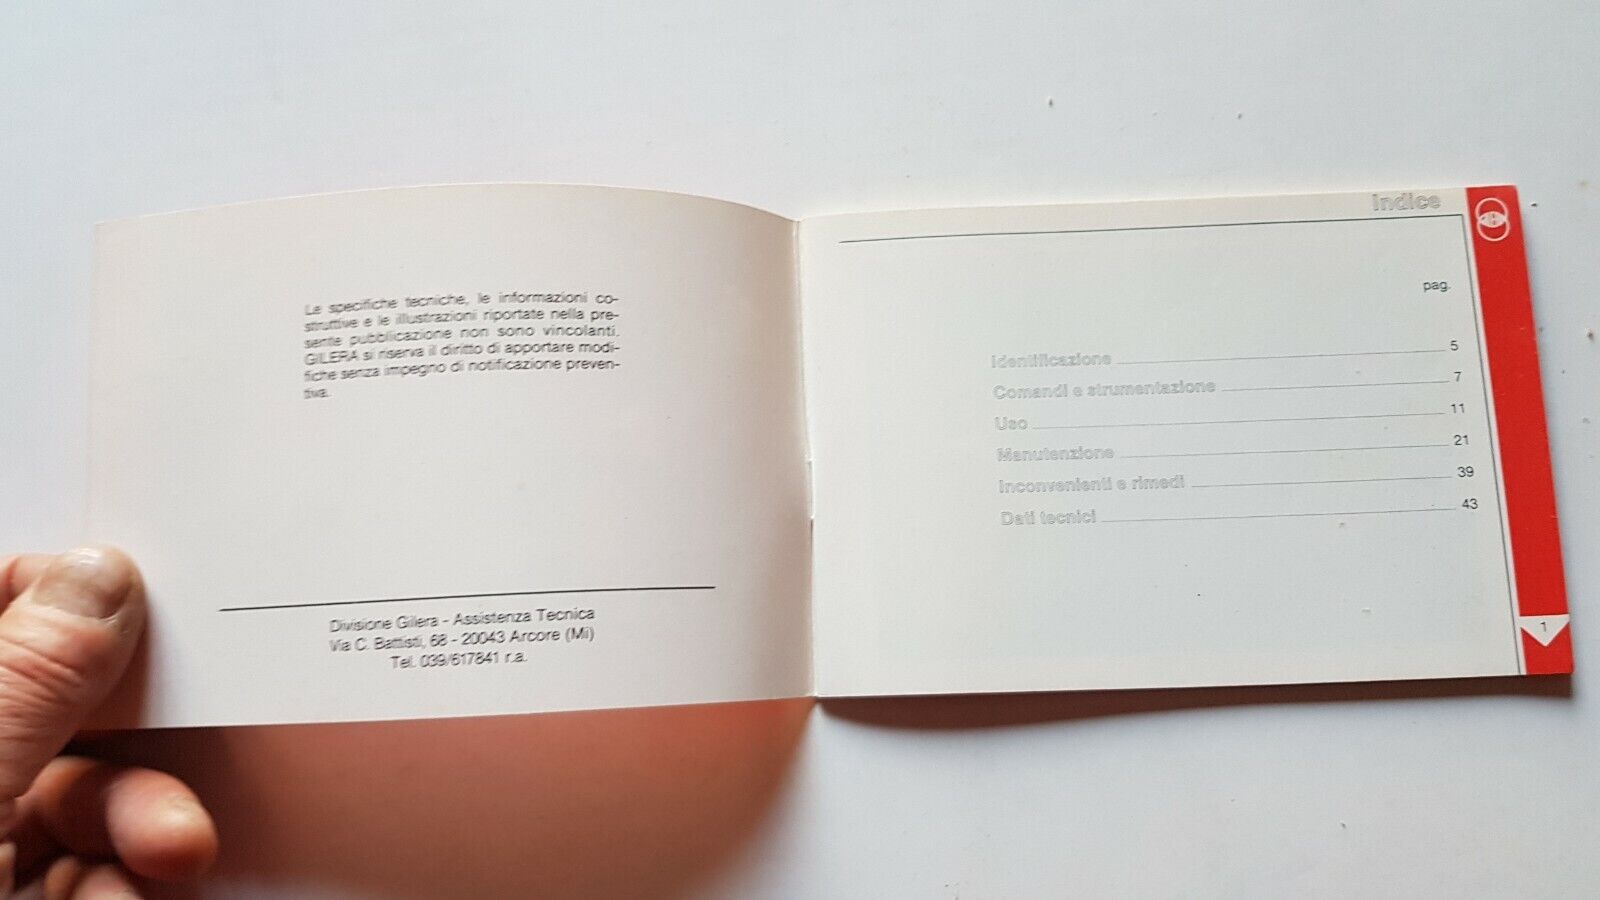 Le specifiche tecniche, le informazioni co-
struttive e le illustrazioni riportate nella pre-
sente pubblicazione non sono vincolanti.
GILERA si riserva il diritto di apportare modi-
fiche senza impegno di notificazione preven-
tiva.
Divisione Gilera - Assistenza Tecnica
Via C. Battisti, 68 - 20043 Arcore (Mi)
Tel. 039/617841 r.a.
Indice
pag.
Identificazione 5
Comandi e strumentazione 7
Uso 11
Manutenzione 21
Inconvenienti e rimedi 39
Dati tecnici 43
1